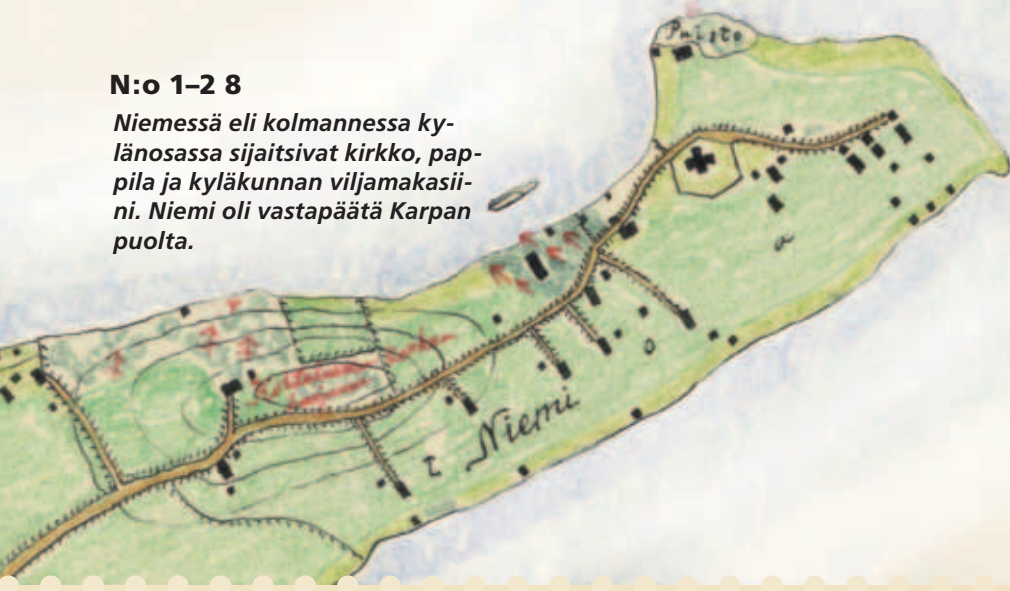 Puisto
N:o 1–2 8
Niemessä eli kolmannessa ky-
länosassa sijaitsivat kirkko, pap-
pila ja kyläkunnan viljamakasii-
ni. Niemi oli vastapäätä Karpan
puolta.
a
o
Niemi
t